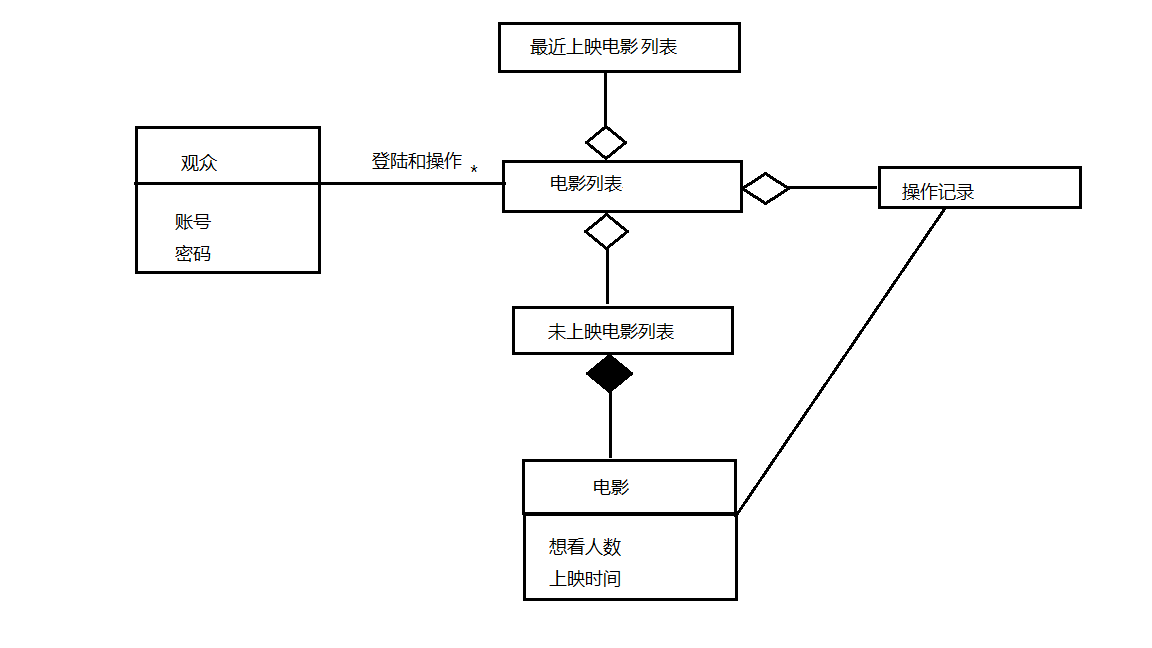 最近上映电影列表
观众
登陆和操作
*
电影列表
操作记录
账号
密码
未上映电影列表
电影
想看人数
上映时间